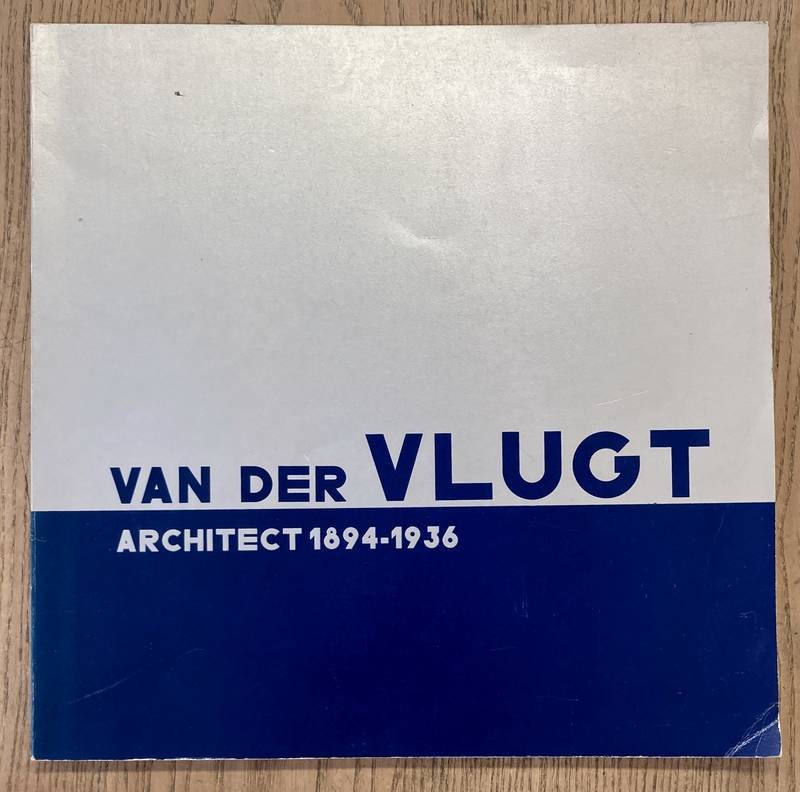 VAN DER VLUGT
ARCHITECT 1894-1936